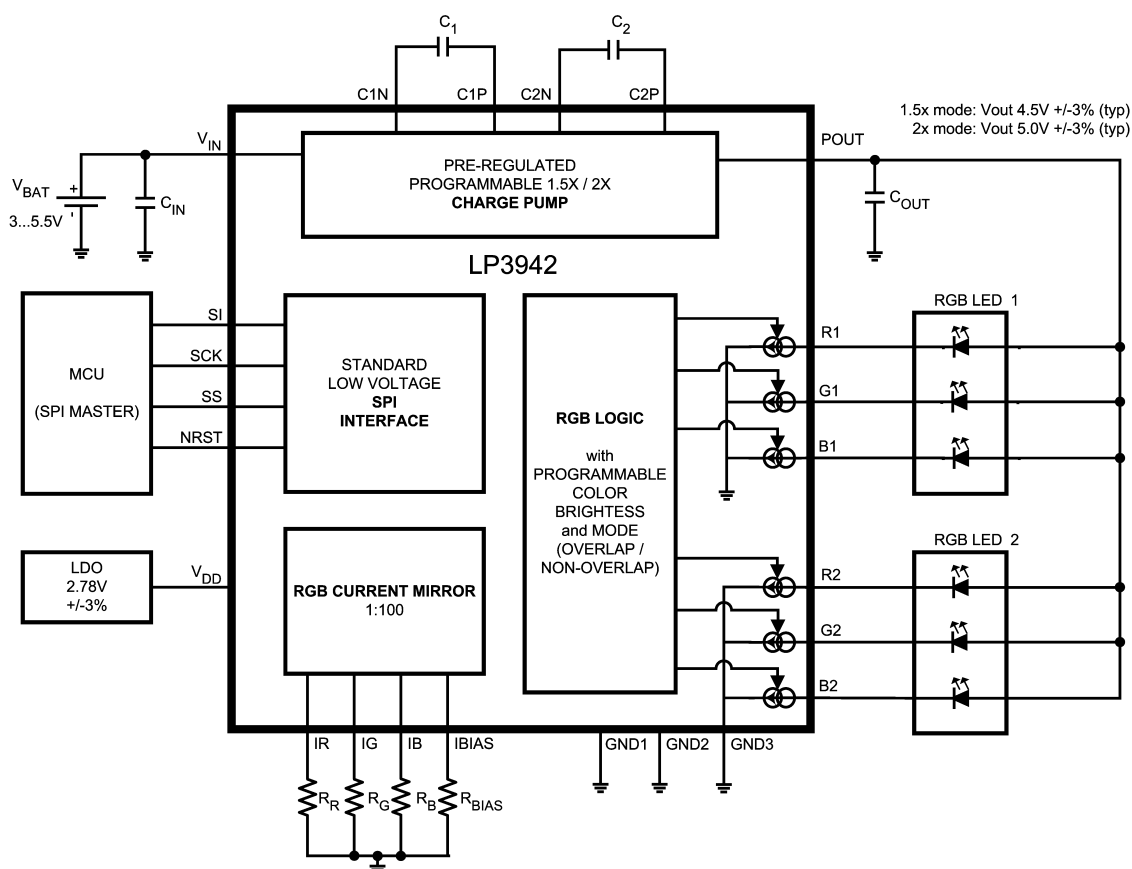 C1
C2
C1N
C1P
C2N
C2P
1.5x mode: Vout 4.5V +/-3% (typ)
2x mode: Vout 5.0V +/-3% (typ)
VIN
POUT
PRE-REGULATED
PROGRAMMABLE 1.5X / 2X
CHARGE PUMP
VBAT
+
-
3...5.5V
CIN
COUT
LP3942
MCU
(SPI MASTER)
SI
SCK
SS
NRST
STANDARD
LOW VOLTAGE
SPI
INTERFACE
RGB LOGIC
with
PROGRAMMABLE
COLOR
BRIGHTESS
and MODE
(OVERLAP /
NON-OVERLAP)
RGB LED 1
R1
G1
B1
RGB LED 2
R2
G2
B2
LDO
2.78V
+/-3%
VDD
RGB CURRENT MIRROR
1:100
IR
IG
IB
IBIAS
GND1
GND2
GND3
RR
RG
RB
RBIAS